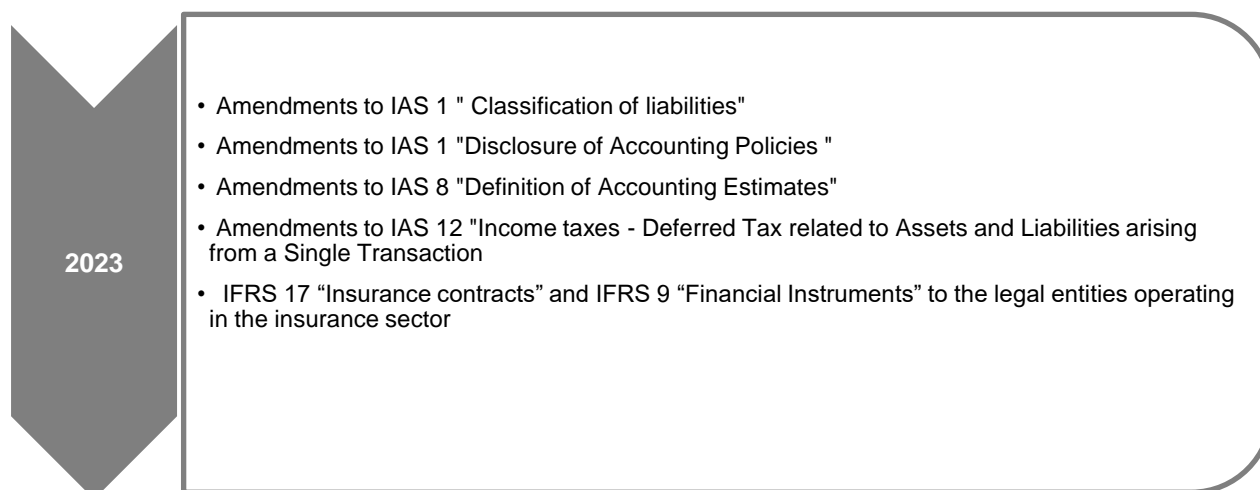 • Amendments to IAS 1 " Classification of liabilities"
• Amendments to IAS 1 "Disclosure of Accounting Policies "
• Amendments to IAS 8 "Definition of Accounting Estimates"
• Amendments to IAS 12 "Income taxes - Deferred Tax related to Assets and Liabilities arising
from a Single Transaction
2023
• IFRS 17 “Insurance contracts” and IFRS 9 “Financial Instruments” to the legal entities operating
in the insurance sector